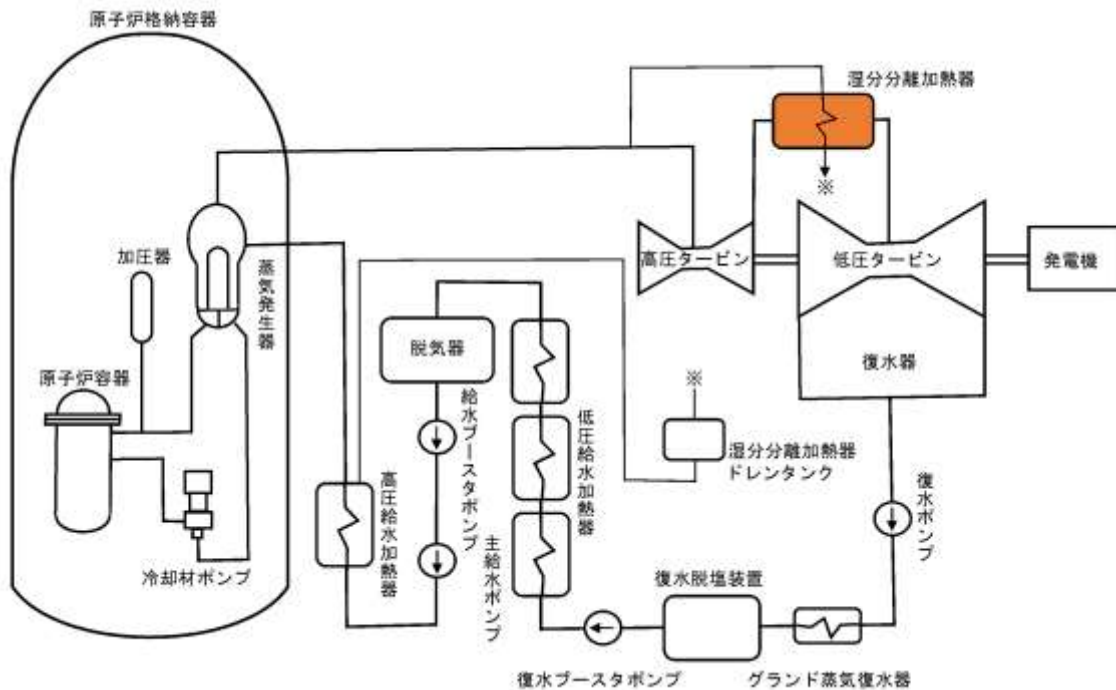 原子炉格納容器
湿分分離加熱器
※
加圧器
蒸気発生器
高圧タービン
低圧タービン
発電機
脱気器
復水器
原子炉容器
給水ブースタポンプ
※
低圧給水加熱器
湿分分離加熱器
ドレンタンク
復水ポンプ
高圧給水加熱器
主給水ポンプ
冷却材ポンプ
復水脱塩装置
復水ブースタポンプ
グランド蒸気復水器